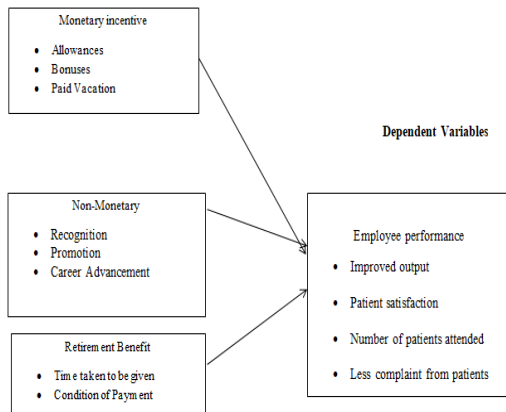 Monetary incentive
• Allowances
• Bonuses
• Paid Vacation
Dependent Variables
Non-Monetary
• Recognition
• Promotion
• Career Advancement
Employee performance
• Improved output
• Patient satisfaction
• Number of patients attended
• Less complaint from patients
Retirement Benefit
• Time taken to be given
• Condition of Payment